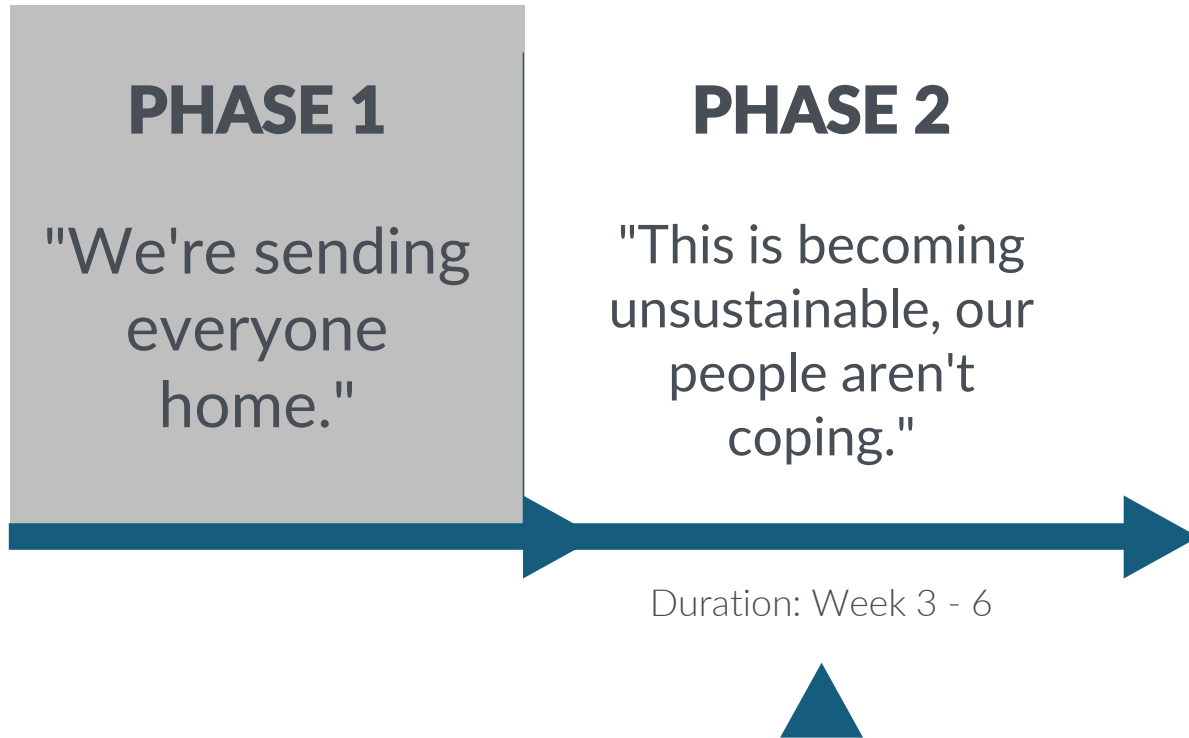 PHASE 1
"We're sending
everyone
home."
PHASE 2
"This is becoming
unsustainable, our
people aren't
coping."
Duration: Week 3 - 6